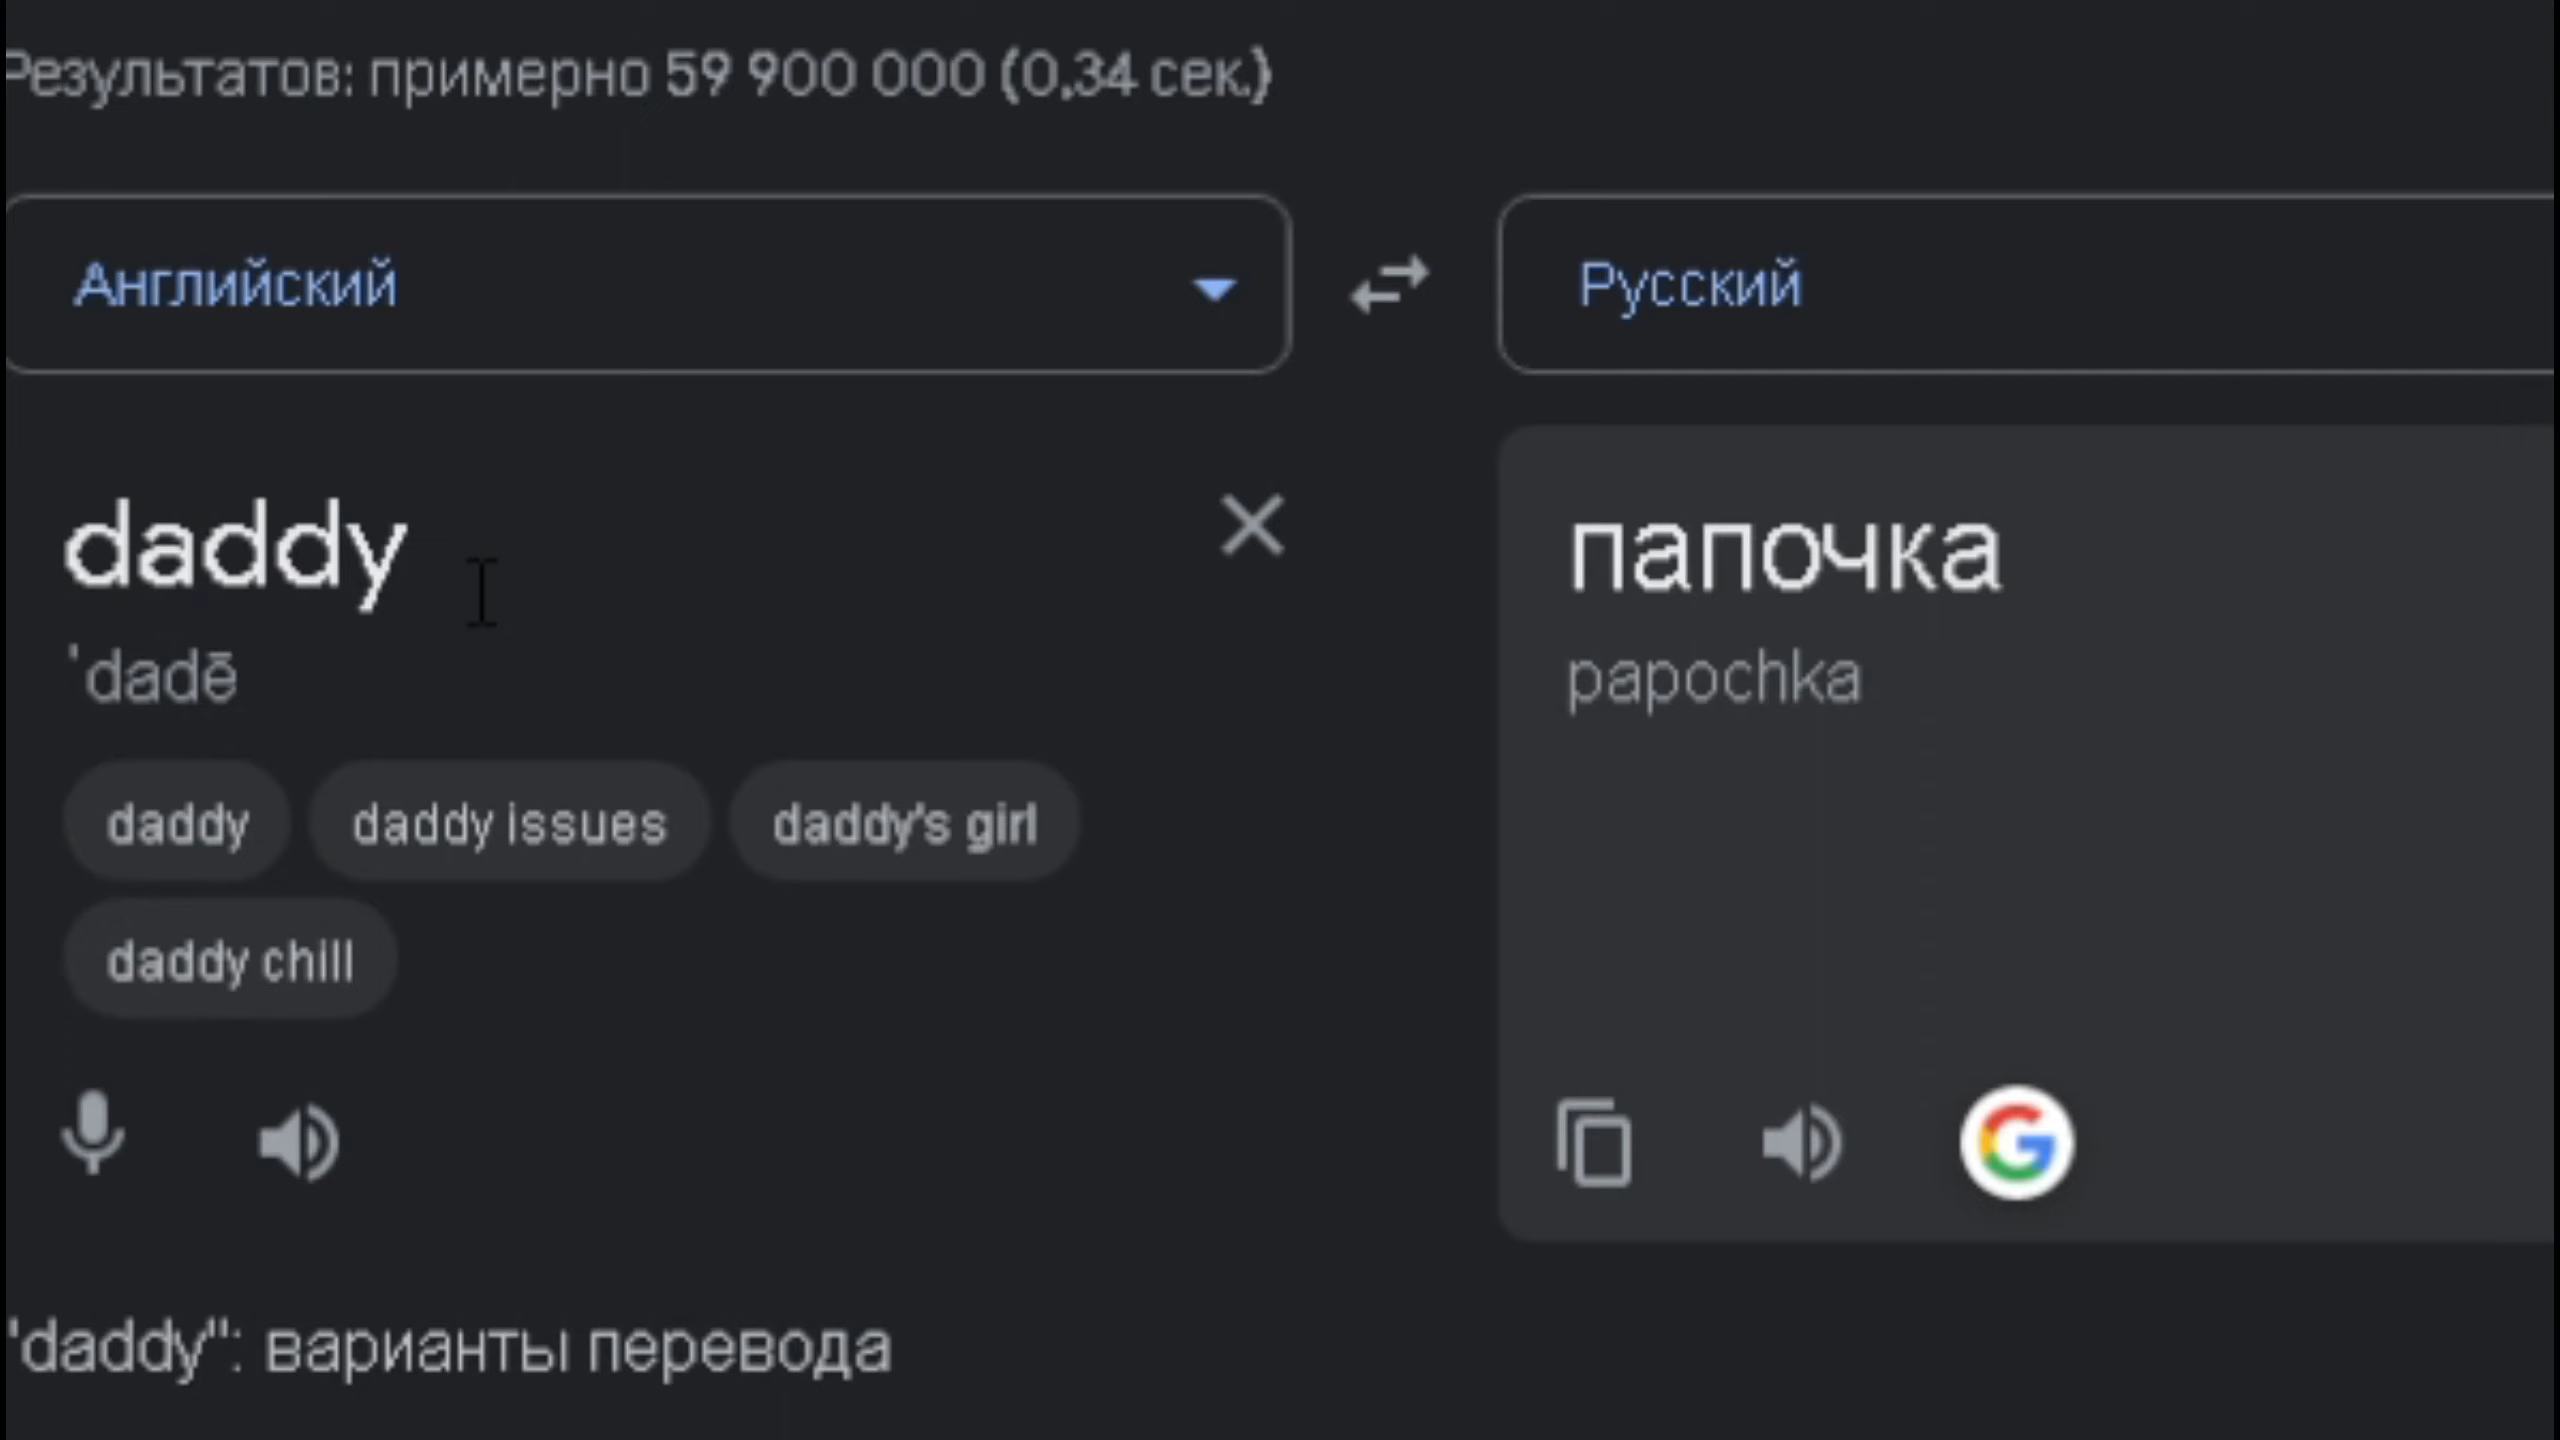 Результатов: примерно 59 900 000 (0,34 сек.)
Английский
Русский
daddy
ˈdadē
daddy daddy issues daddy's girl
daddy chill
папочка
papochka
"daddy": варианты перевода